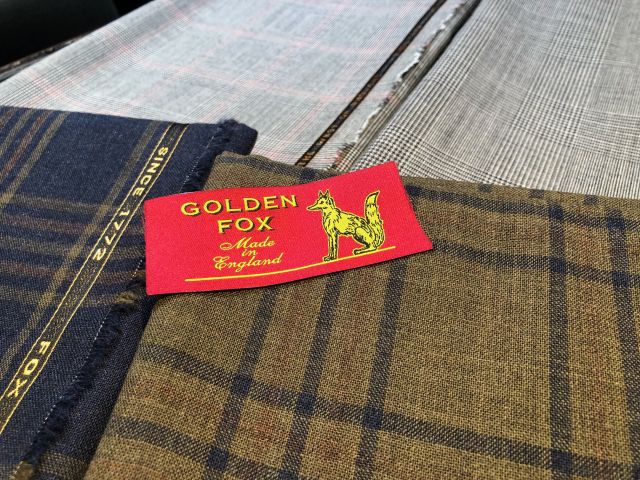 GOLDEN
FOX
Made
in
England
SINCE 1772
FOX